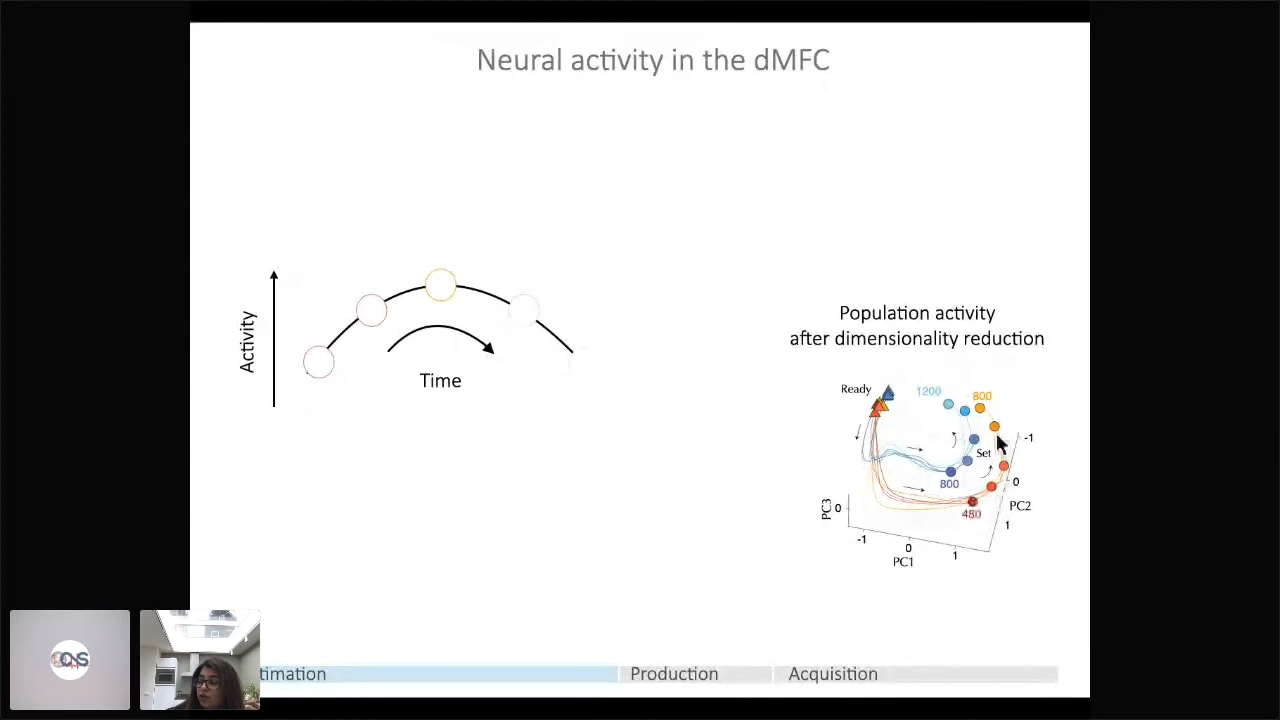 Neural activity in the dMFC
Activity
Time
Population activity
after dimensionality reduction
Ready
1200
800
-1
Set
800
0
480
PC2
PC3
0
1
-1
0
1
PC1
timation
Production
Acquisition